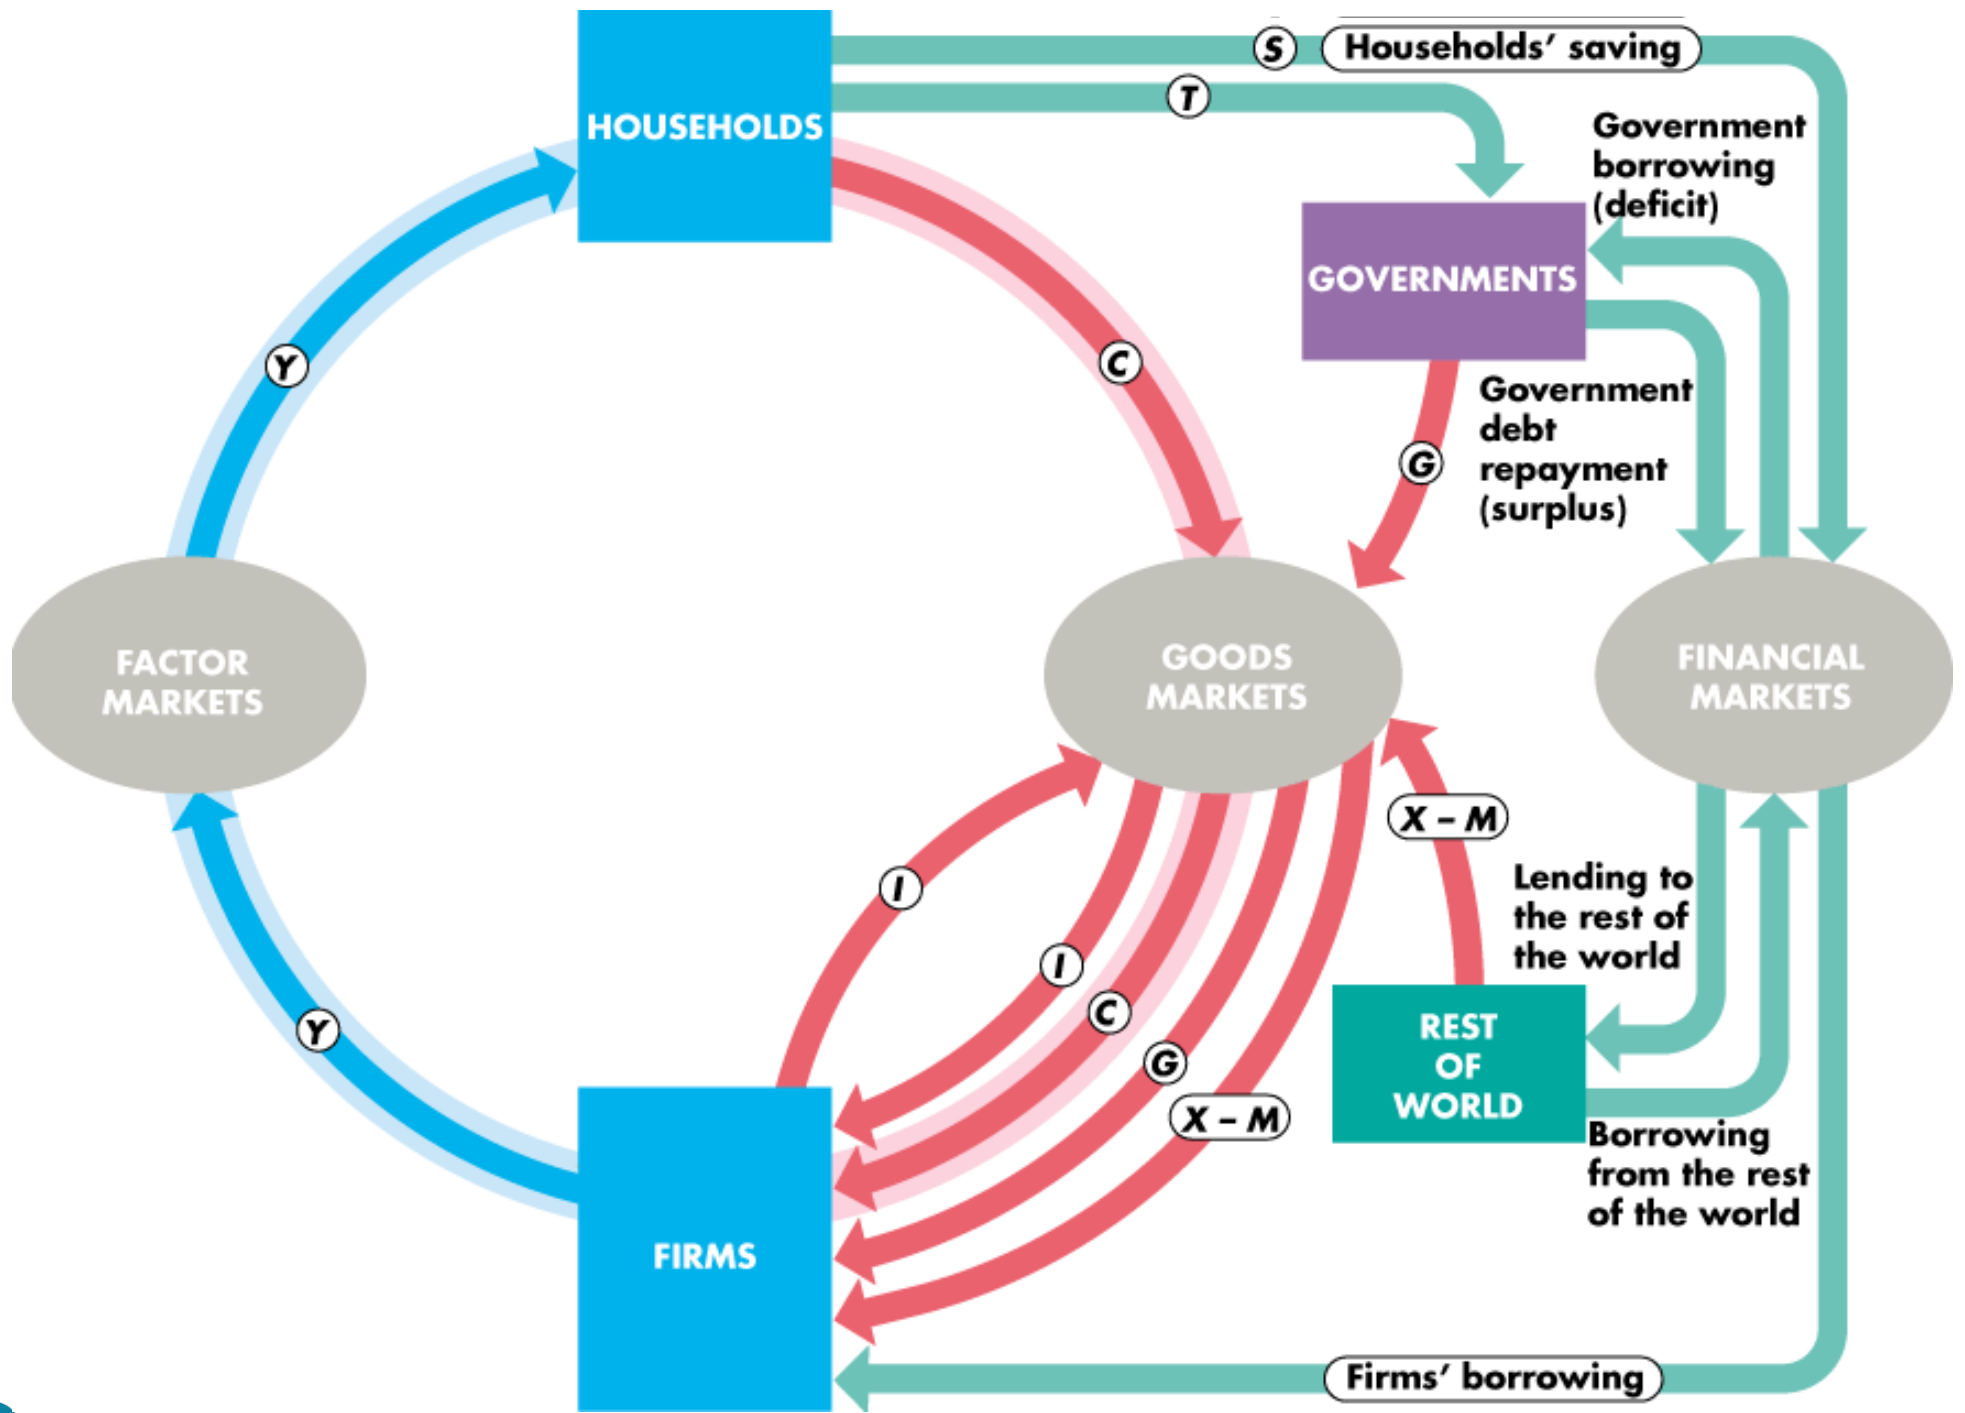 S
Households' saving
T
HOUSEHOLDS
Government
borrowing
(deficit)
GOVERNMENTS
Y
C
Government
debt
repayment
(surplus)
G
FACTOR
MARKETS
GOODS
MARKETS
FINANCIAL
MARKETS
X – M
I
Lending to
the rest of
the world
I
C
Y
G
X – M
REST
OF
WORLD
Borrowing
from the rest
of the world
FIRMS
Firms' borrowing